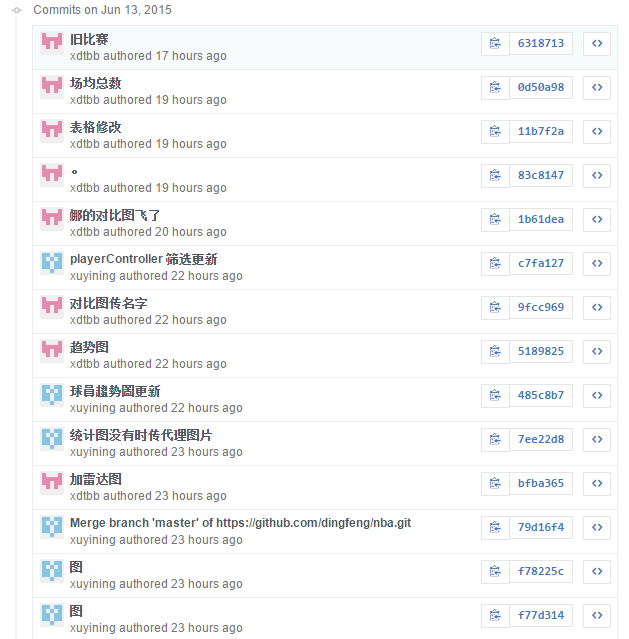 Commits on Jun 13, 2015
旧比赛
xdtbb authored 17 hours ago
6318713
场均总数
xdtbb authored 19 hours ago
0d50a98
表格修改
xdtbb authored 19 hours ago
11b7f2a
。
xdtbb authored 19 hours ago
83c8147
娜的对比图飞了
xdtbb authored 20 hours ago
1b61dea
playerController 筛选更新
xuyining authored 22 hours ago
c7fa127
对比图传名字
xdtbb authored 22 hours ago
9fcc969
趋势图
xdtbb authored 22 hours ago
5189825
球員趨勢圖更新
xuyining authored 22 hours ago
485c8b7
统计图没有时传代理图片
xuyining authored 23 hours ago
7ee22d8
加雷达图
xdtbb authored 23 hours ago
bfba365
Merge branch 'master' of https://github.com/dingfeng/nba.git
xuyining authored 23 hours ago
79d16f4
图
xuyining authored 23 hours ago
f78225c
图
xuyining authored 23 hours ago
f77d314